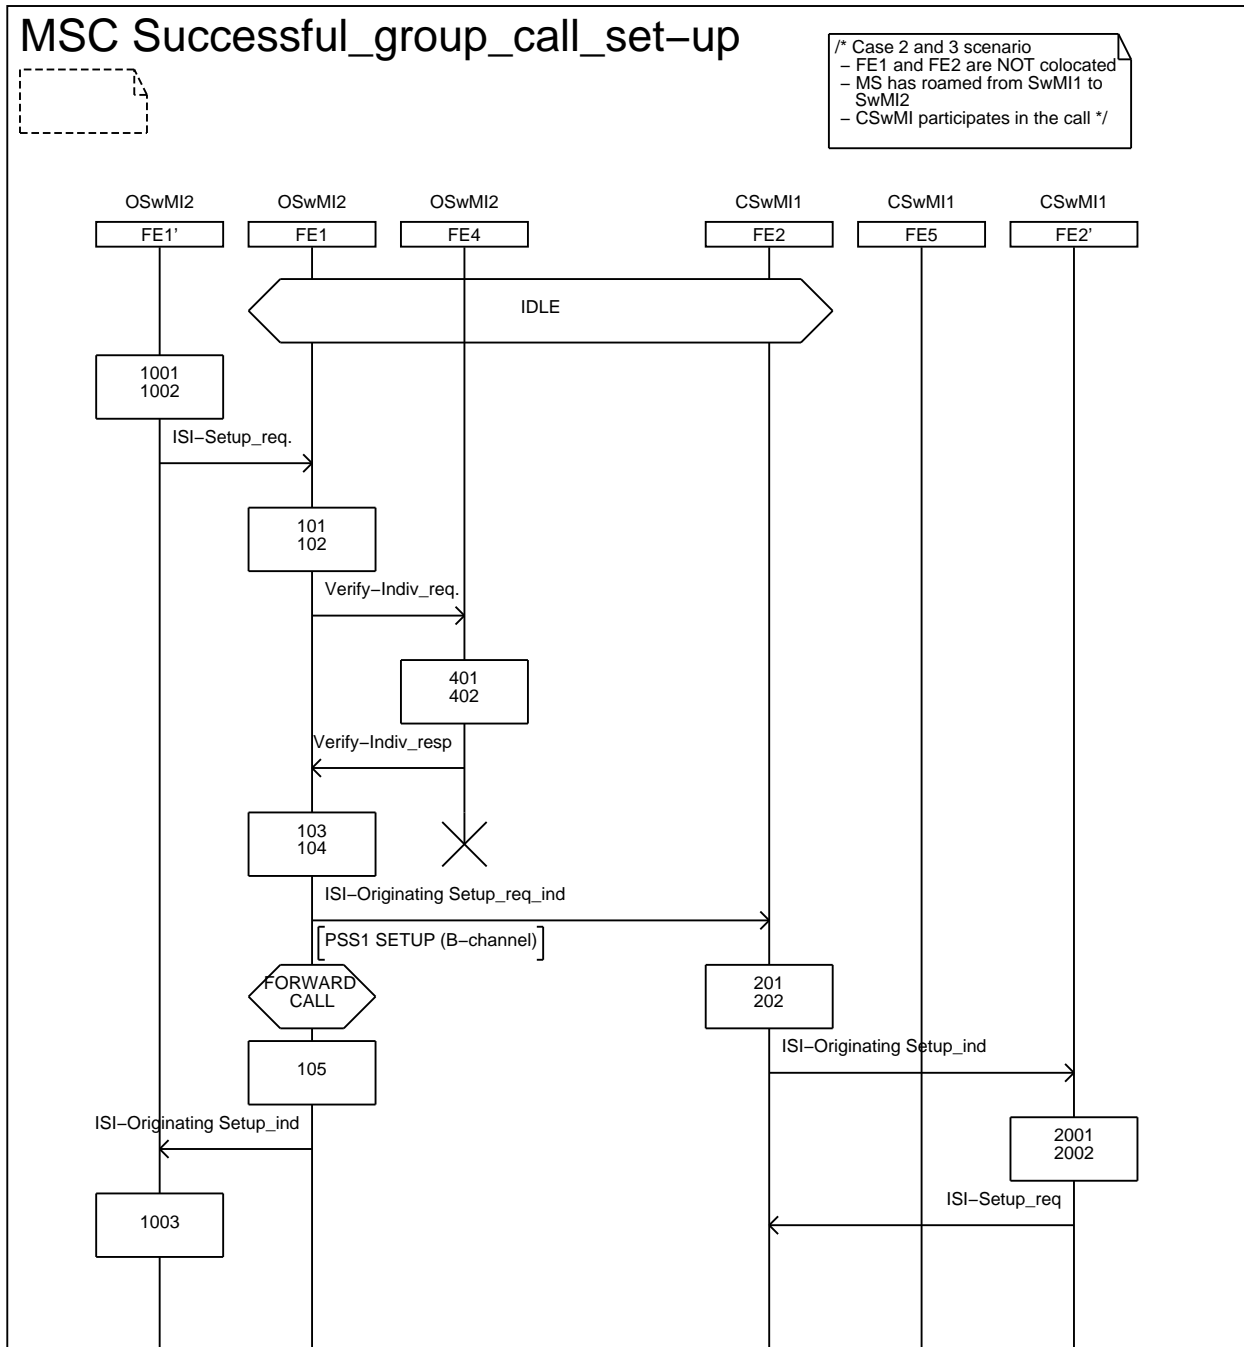 MSC Successful_group_call_set−up
/* Case 2 and 3 scenario
− FE1 and FE2 are NOT colocated
− MS has roamed from SwMI1 to
SwMI2
− CSwMI participates in the call */
OSwMI2 OSwMI2 OSwMI2 CSwMI1 CSwMI1 CSwMI1
FE1' FE1 FE4 FE2 FE5 FE2'
IDLE
1001
1002
ISI−Setup_req.
101
102
Verify−Indiv_req.
401
402
Verify−Indiv_resp
103
104
ISI−Originating Setup_req_ind
PSS1 SETUP (B−channel)
FORWARD
CALL
201
202
ISI−Originating Setup_ind
105
ISI−Originating Setup_ind
2001
2002
ISI−Setup_req
1003